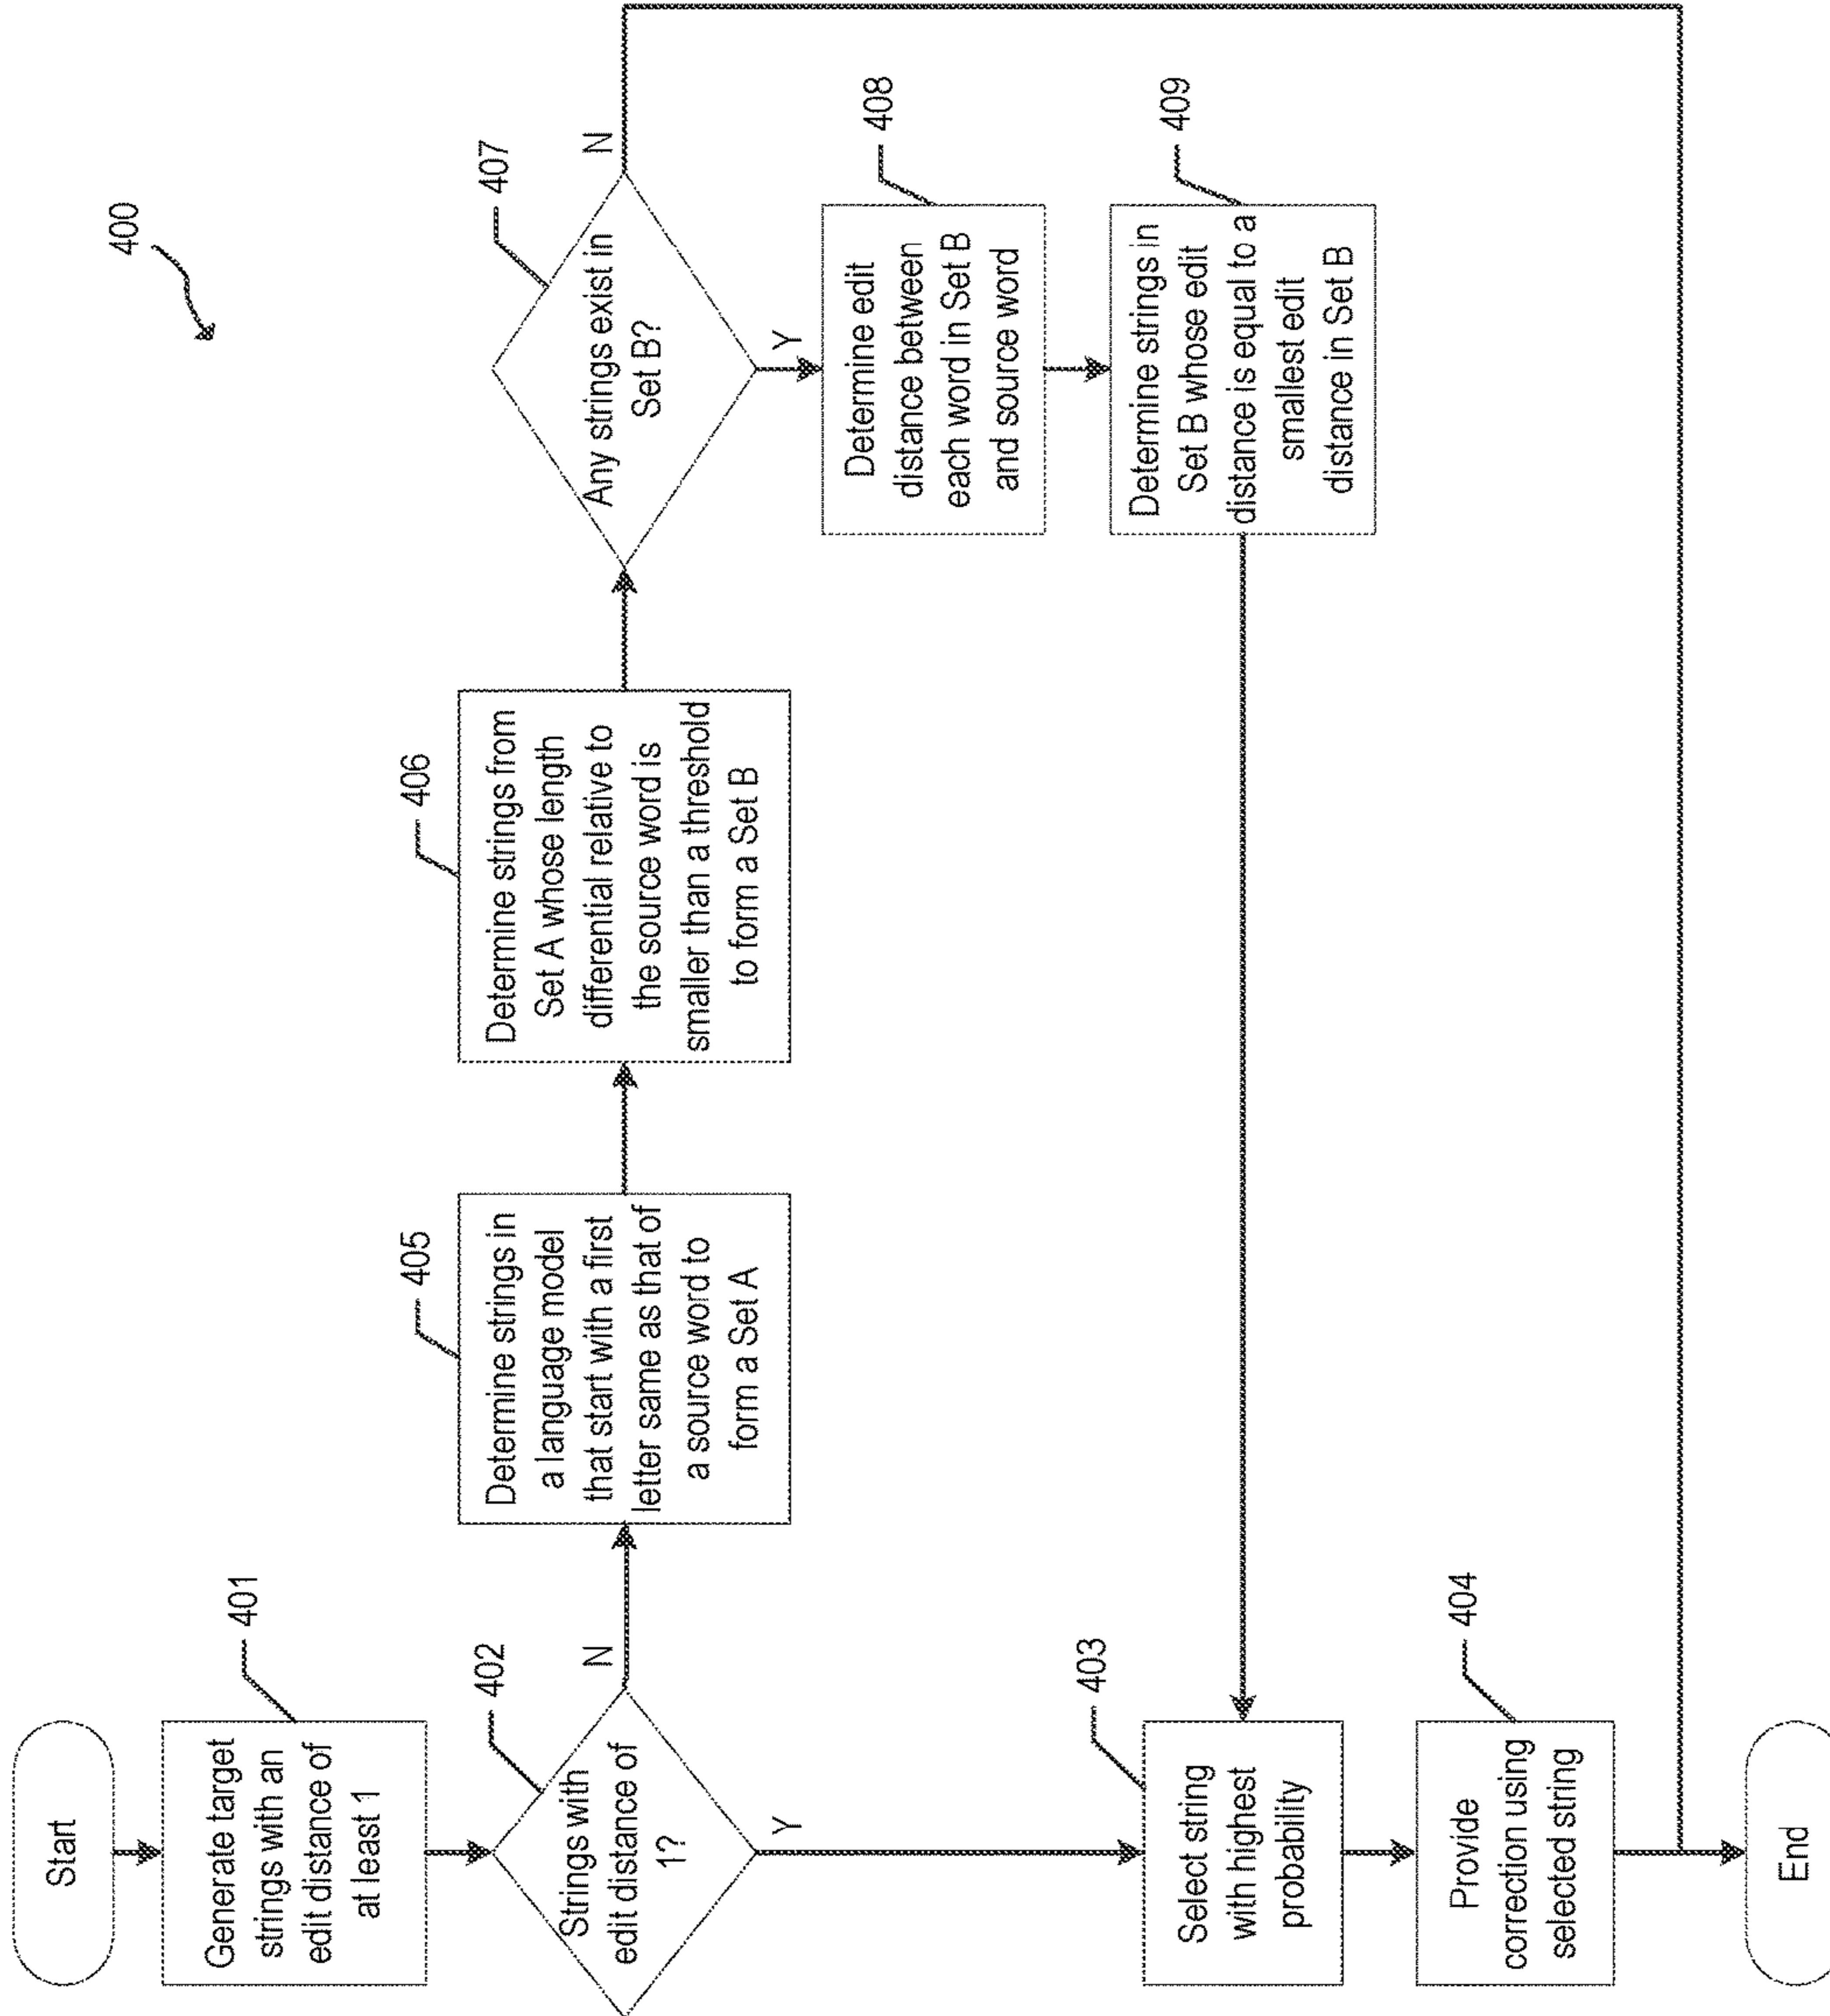 400
Start
Generate target
strings with an
edit distance of
at least 1
401
Strings with
edit distance of
1?
402
N
Y
Determine strings in
a language model
that start with a first
letter same as that of
a source word to
form a Set A
405
Determine strings from
Set A whose length
differential relative to
the source word is
smaller than a threshold
to form a Set B
406
Any strings exist in
Set B?
407
N
Y
Determine edit
distance between
each word in Set B
and source word
408
Determine strings in
Set B whose edit
distance is equal to a
smallest edit
distance in Set B
409
Select string
with highest
probability
403
Provide
correction using
selected string
404
End